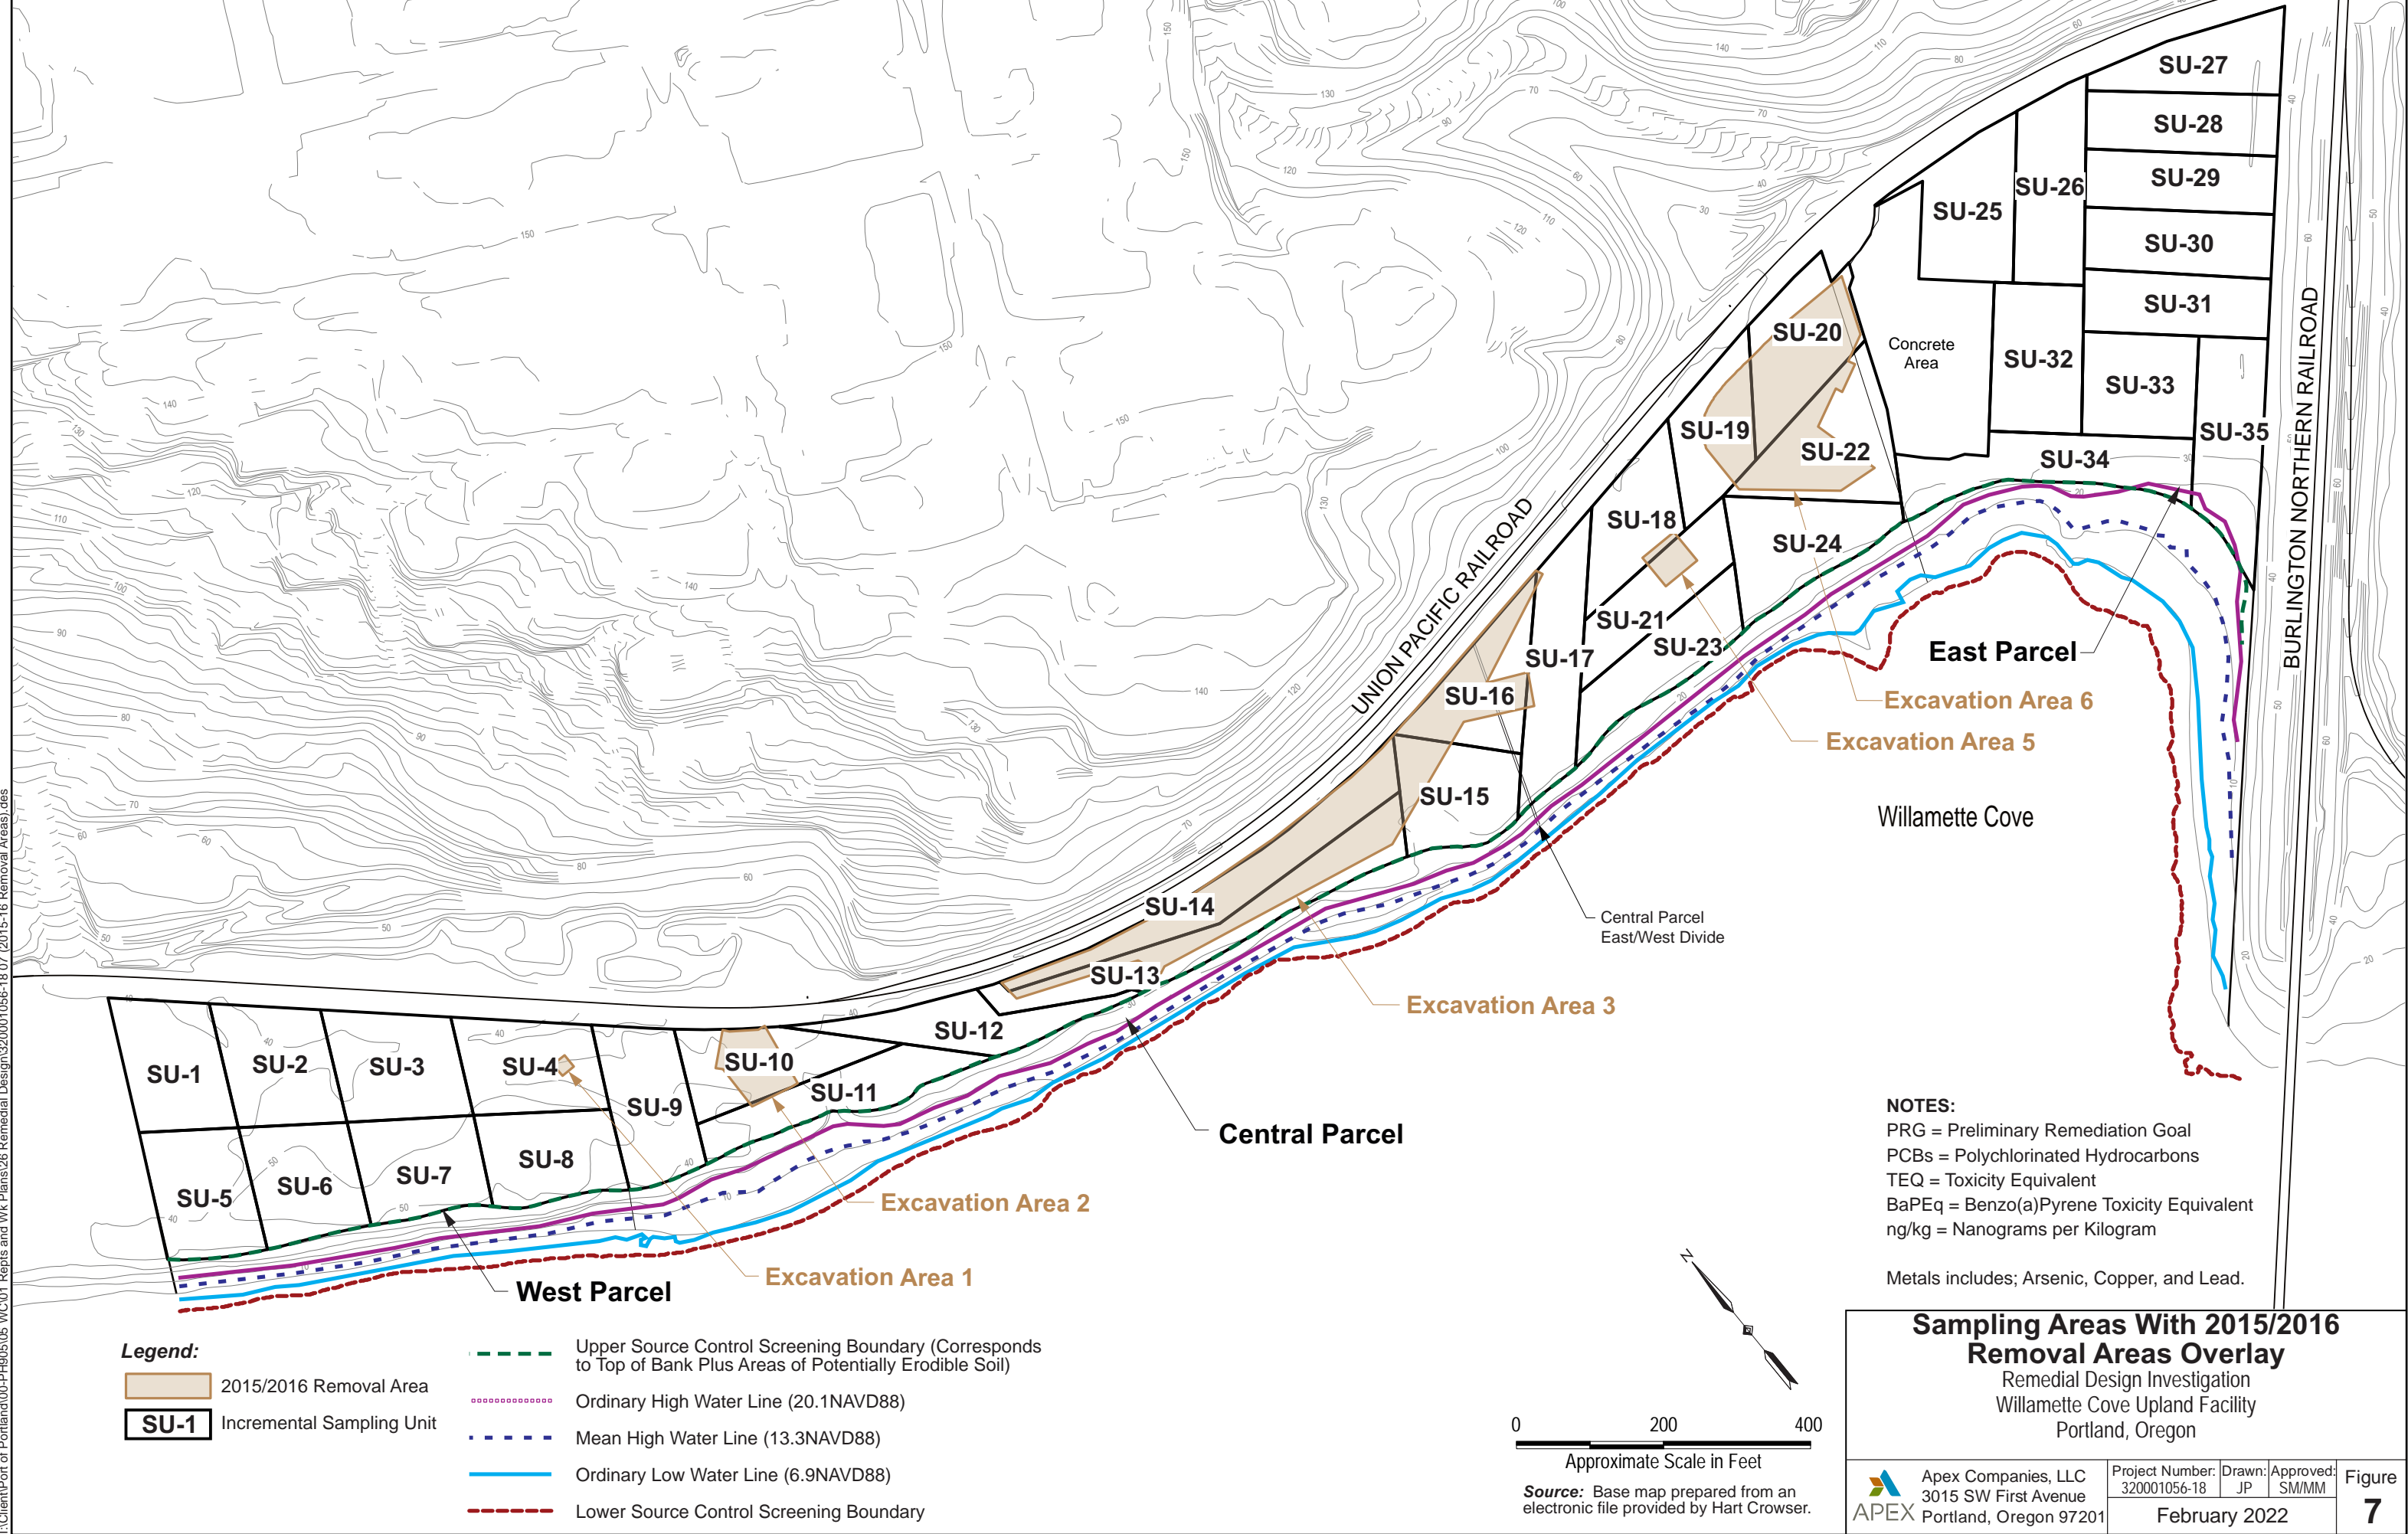 SU-27
SU-28
SU-29
SU-30
SU-31
SU-25
SU-26
SU-32
SU-33
SU-35
SU-34
Concrete
Area
SU-20
SU-19
SU-22
SU-18
SU-24
SU-21
SU-23
SU-17
SU-16
SU-15
SU-14
SU-13
SU-12
SU-10
SU-11
SU-9
SU-4
SU-3
SU-2
SU-1
SU-5
SU-6
SU-7
SU-8
UNION PACIFIC RAILROAD
BURLINGTON NORTHERN RAILROAD
East Parcel
Excavation Area 6
Excavation Area 5
Willamette Cove
Central Parcel
East/West Divide
Excavation Area 3
Central Parcel
Excavation Area 2
Excavation Area 1
West Parcel
NOTES:
PRG = Preliminary Remediation Goal
PCBs = Polychlorinated Hydrocarbons
TEQ = Toxicity Equivalent
BaPEq = Benzo(a)Pyrene Toxicity Equivalent
ng/kg = Nanograms per Kilogram
Metals includes; Arsenic, Copper, and Lead.
Legend:
2015/2016 Removal Area
SU-1 Incremental Sampling Unit
Upper Source Control Screening Boundary (Corresponds
to Top of Bank Plus Areas of Potentially Erodible Soil)
Ordinary High Water Line (20.1NAVD88)
Mean High Water Line (13.3NAVD88)
Ordinary Low Water Line (6.9NAVD88)
Lower Source Control Screening Boundary
N
0 200 400
Approximate Scale in Feet
Source: Base map prepared from an
electronic file provided by Hart Crowser.
Sampling Areas With 2015/2016
Removal Areas Overlay
Remedial Design Investigation
Willamette Cove Upland Facility
Portland, Oregon
APEX
Apex Companies, LLC
3015 SW First Avenue
Portland, Oregon 97201
Project Number:
320001056-18
Drawn:
JP
Approved:
SM/MM
February 2022
Figure
7